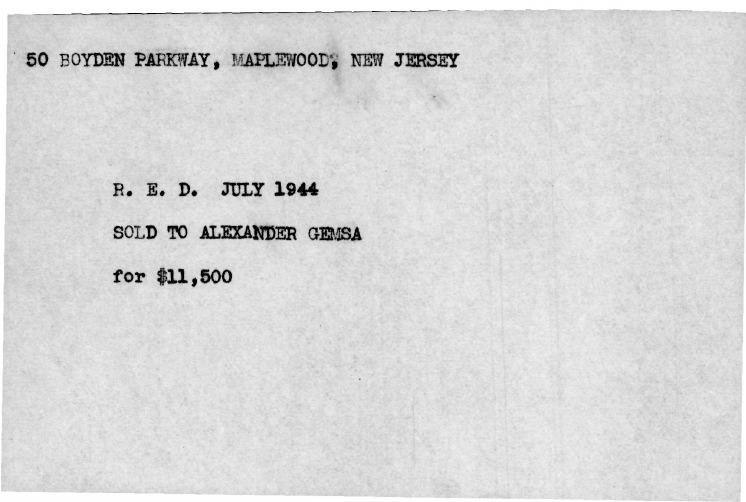 50 BOYDEN PARKWAY, MAPLEWOOD, NEW JERSEY
R. E. D. JULY 1944
SOLD TO ALEXANDER GEMSA
for $11,500